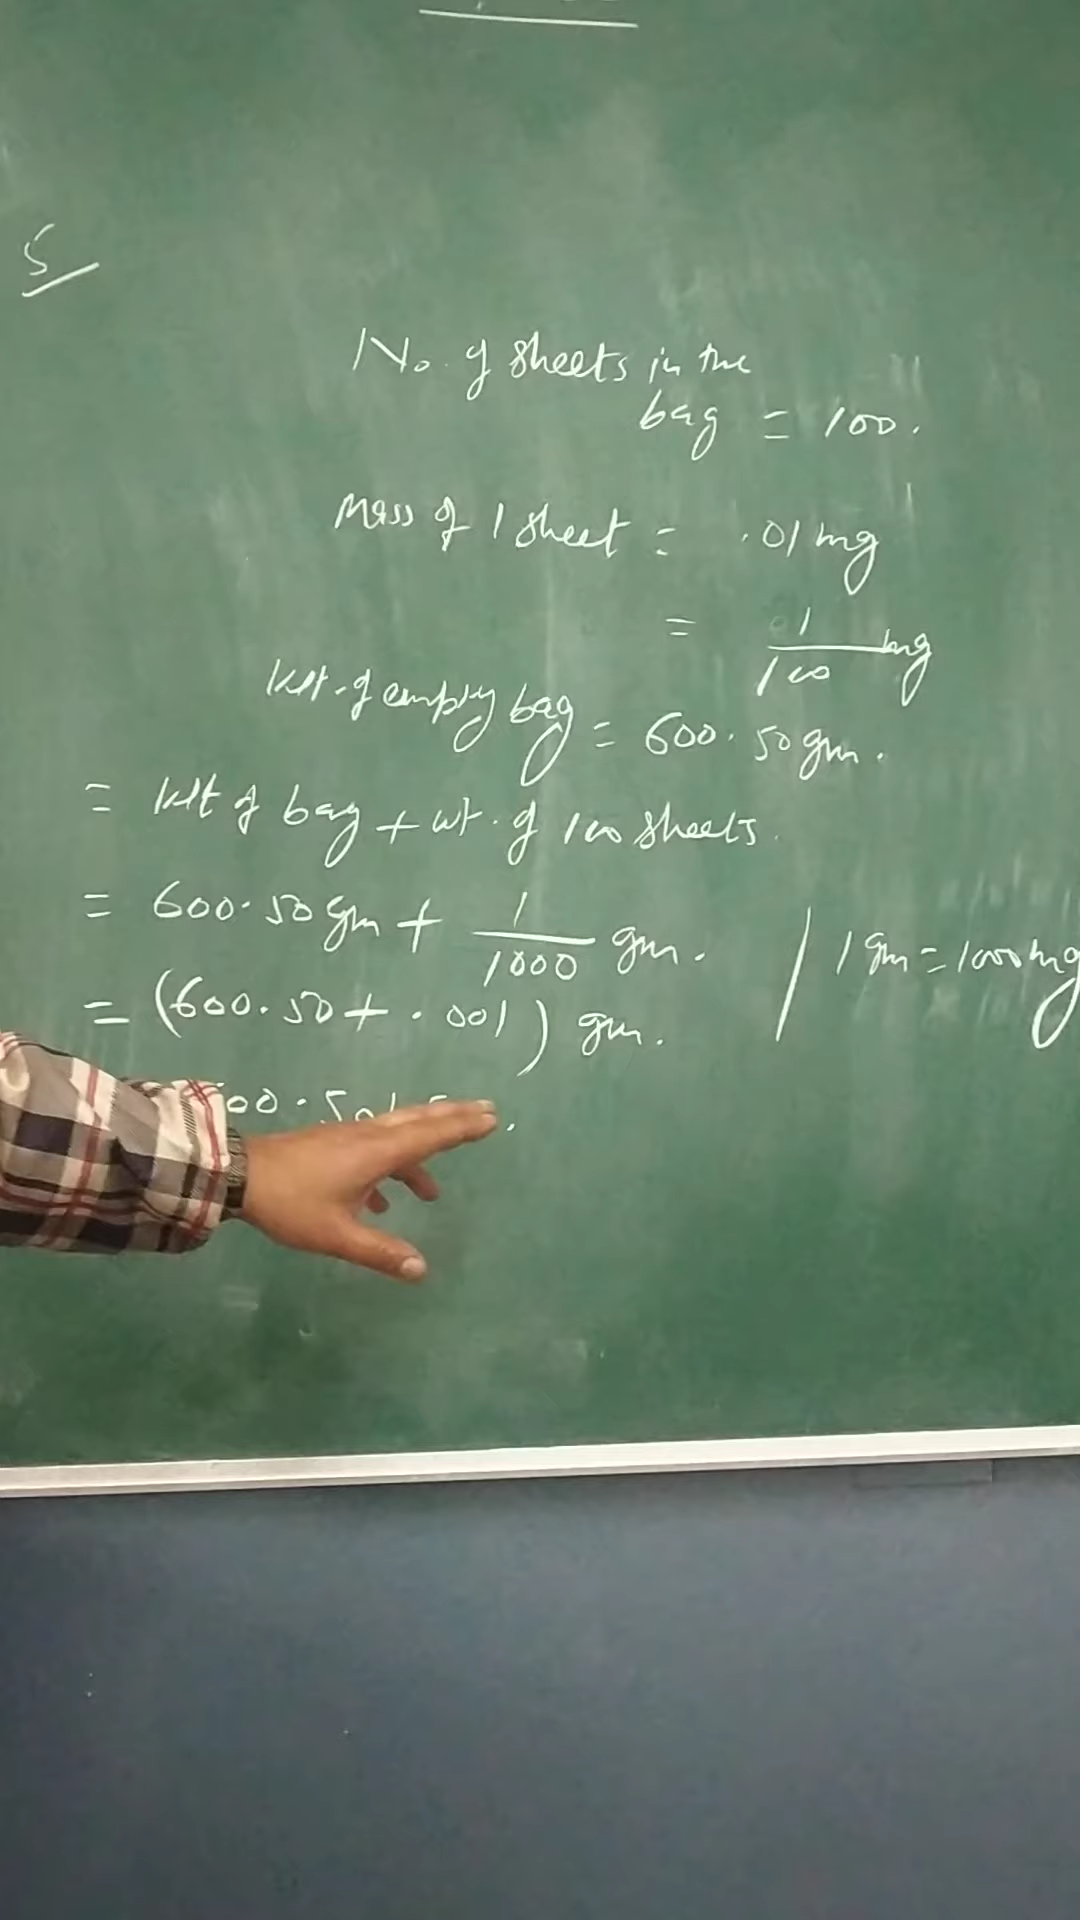 5
No. of sheets in the
bag = 100.
Mass of 1 sheet = .01 mg
= 1/100 mg
Wt. of empty bag = 600.50 gm.
= Wt of bag + wt. of 100 sheets.
= 600.50 gm + 1/1000 gm. | 1 gm = 1000 mg
= (600.50 + .001) gm.
00.501